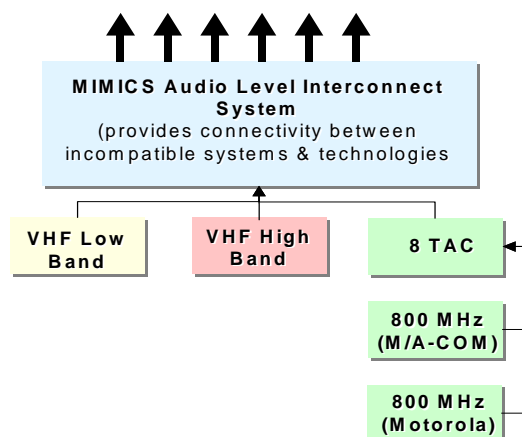 MIMICS Audio Level Interconnect
System
(provides connectivity between
incompatible systems & technologies
VHF Low
Band
VHF High
Band
8 TAC
800 MHz
(M/A-COM)
800 MHz
(Motorola)